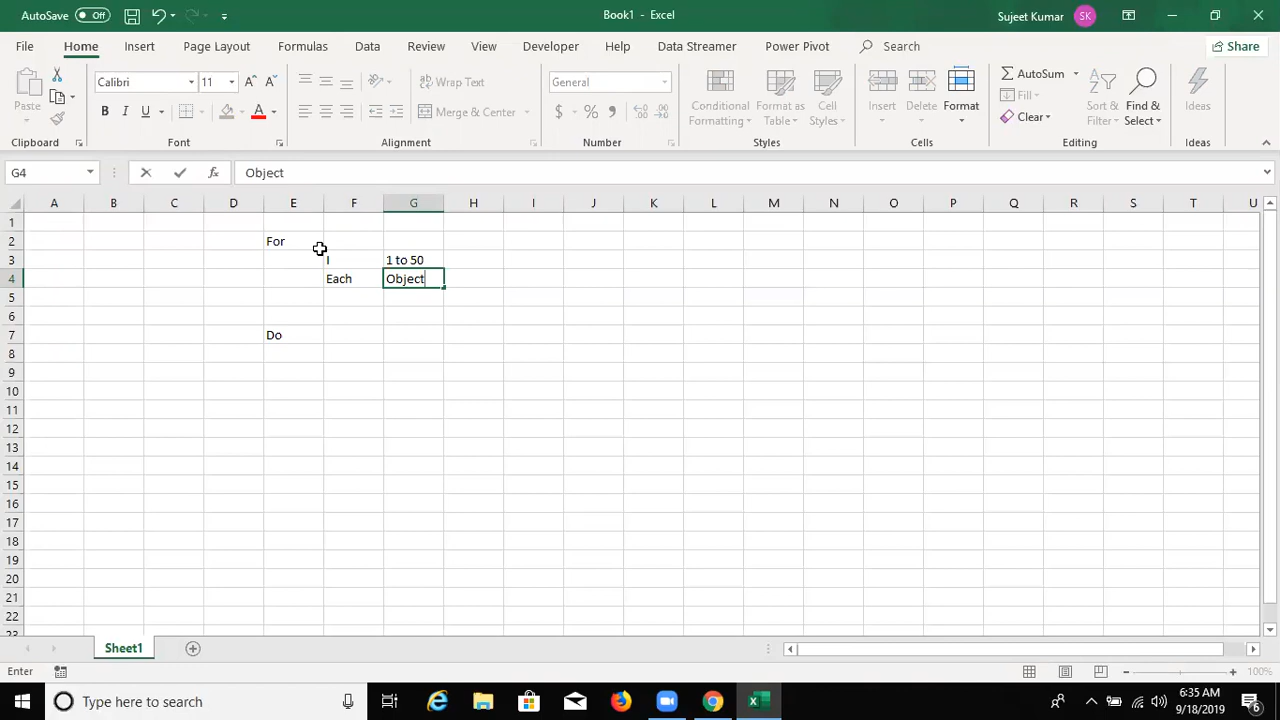 AutoSave Off Book1 - Excel Sujeet Kumar SK
File Home Insert Page Layout Formulas Data Review View Developer Help Data Streamer Power Pivot Search Share
Paste Calibri 11 Wrap Text General Conditional Formatting Format as Table Cell Styles Insert Delete Format AutoSum Sort & Filter Find & Select Ideas
B I U Merge & Center $ % Fill
Clear
Clipboard Font Alignment Number Styles Cells Editing Ideas
G4 fx Object
A B C D E F G H I J K L M N O P Q R S T U
1
2 For
3 I 1 to 50
4 Each Object
5
6
7 Do
8
9
10
11
12
13
14
15
16
17
18
19
20
21
22
23
Sheet1
Enter 100%
Type here to search 6:35 AM
9/18/2019 6